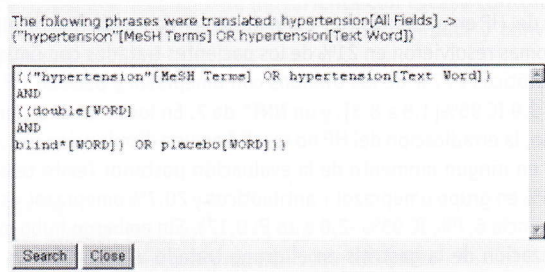 The following phrases were translated: hypertension[All Fields] ->
("hypertension"[MeSH Terms] OR hypertension[Text Word])
(("hypertension"[MeSH Terms] OR hypertension[Text Word])
AND
((double[WORD]
AND
blind*[WORD]) OR placebo[WORD]))
Search Close